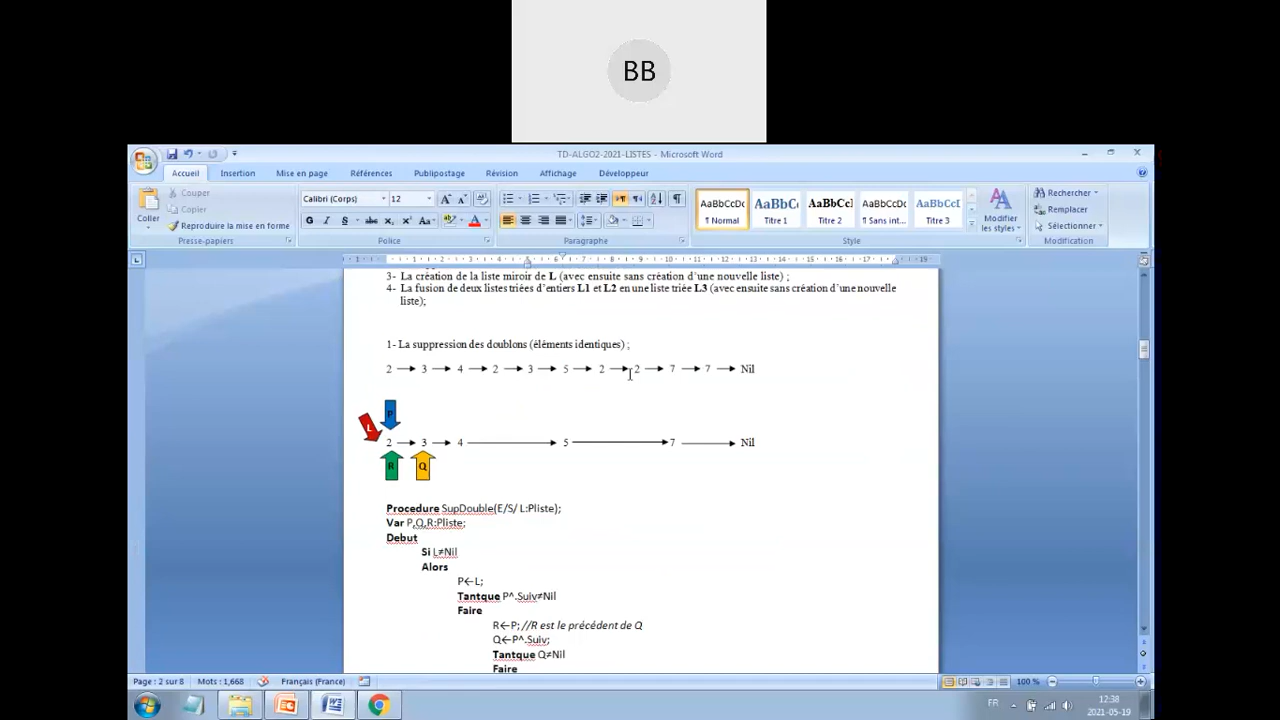 BB
TD-ALGO2-2021-LISTES - Microsoft Word
Accueil Insertion Mise en page Références Publipostage Révision Affichage Développeur
Coller
Couper
Copier
Reproduire la mise en forme
Presse-papiers
Calibri (Corps) 12
Police
Paragraphe
AaBbCcDc AaBbCc AaBbCcI AaBbCcDc AaBbCcI
¶ Normal Titre 1 Titre 2 ¶ Sans int... Titre 3
Style
Modifier les styles
Rechercher
Remplacer
Sélectionner
Modification
3- La création de la liste miroir de L (avec ensuite sans création d'une nouvelle liste) ;
4- La fusion de deux listes triées d'entiers L1 et L2 en une liste triée L3 (avec ensuite sans création d'une nouvelle
liste);
1- La suppression des doublons (éléments identiques) ;
2 3 4 2 3 5 2 2 7 7 Nil
P
L
2 3 4 5 7 Nil
R Q
Procedure SupDouble(E/S/ L:Pliste);
Var P,Q,R:Pliste;
Debut
Si L≠Nil
Alors
P←L;
Tantque P^.Suiv≠Nil
Faire
R←P; //R est le précédent de Q
Q←P^.Suiv;
Tantque Q≠Nil
Faire
Page : 2 sur 8 Mots : 1,668 Français (France) 100 %
FR 12:38
2021-05-19